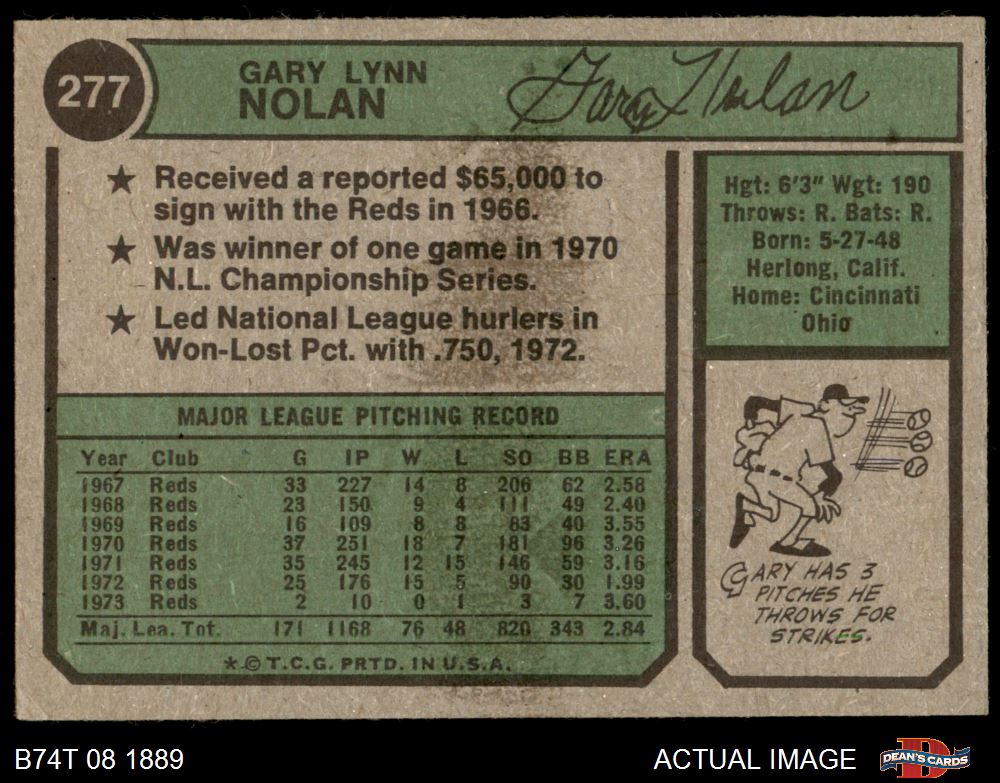 277
GARY LYNN
NOLAN
Gary Nolan
★ Received a reported $65,000 to
sign with the Reds in 1966.
★ Was winner of one game in 1970
N.L. Championship Series.
★ Led National League hurlers in
Won-Lost Pct. with .750, 1972.
Hgt: 6'3" Wgt: 190
Throws: R. Bats: R.
Born: 5-27-48
Herlong, Calif.
Home: Cincinnati
Ohio
MAJOR LEAGUE PITCHING RECORD
Year Club G IP W L SO BB ERA
1967 Reds 33 227 14 8 206 62 2.58
1968 Reds 23 150 9 4 111 49 2.40
1969 Reds 16 109 8 8 83 40 3.55
1970 Reds 37 251 18 7 181 96 3.26
1971 Reds 35 245 12 15 146 59 3.16
1972 Reds 25 176 15 5 90 30 1.99
1973 Reds 2 10 0 1 3 7 3.60
Maj. Lea. Tot. 171 1168 76 48 820 343 2.84
*©T.C.G. PRTD. IN U.S.A.
GARY HAS 3
PITCHES HE
THROWS FOR
STRIKES.
B74T 08 1889
ACTUAL IMAGE
DEAN'S CARDS